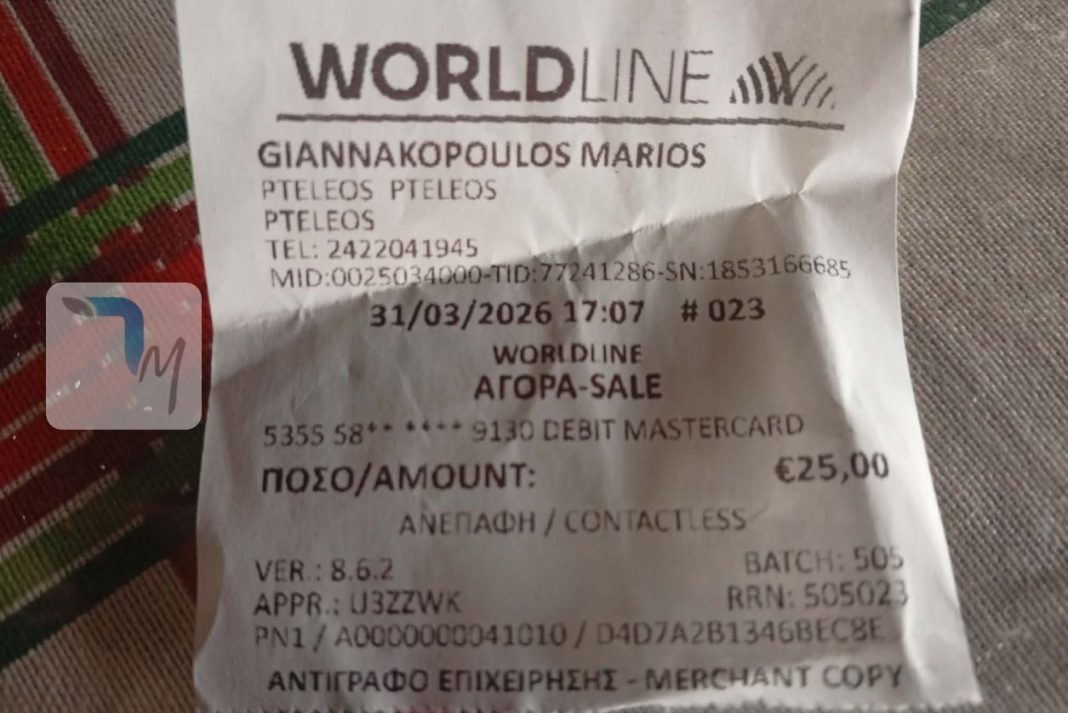 WORLDLINE
GIANNAKOPOULOS MARIOS
PTELEOS PTELEOS
PTELEOS
TEL: 2422041945
MID:0025034000-TID:77241286-SN:1853166685
31/03/2026 17:07 # 023
WORLDLINE
ΑΓΟΡΑ-SALE
5355 58** **** 9130 DEBIT MASTERCARD
ΠΟΣΟ/AMOUNT: €25,00
ΑΝΕΠΑΦΗ / CONTACTLESS
VER.: 8.6.2 BATCH: 505
APPR.: U3ZZWK RRN: 505023
PN1 / A0000000041010 / D4D7A2B1346BEC8E
ΑΝΤΙΓΡΑΦΟ ΕΠΙΧΕΙΡΗΣΗΣ - MERCHANT COPY
M